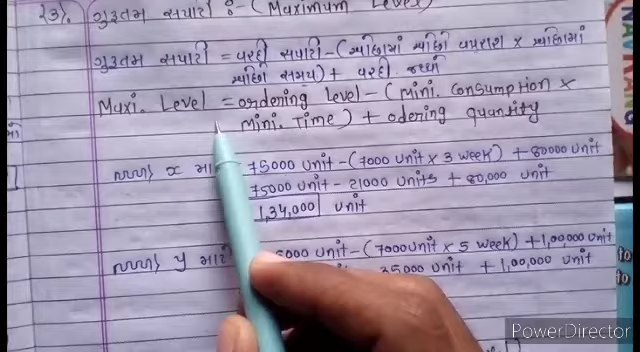 ગુરુતમ સપાટી :- (Maximum Level)
ગુરુતમ સપાટી = વરદી સપાટી - (ઓછામાં ઓછો વપરાશ ×
ઓછામાં ઓછો સમય) + વરદી જથ્થો
Maxi. Level = ordering level - (mini. consumption ×
mini. Time) + odering quantity
x 75000 unit - (7000 unit × 3 week) + 80000 unit
75000 unit - 21000 units + 80,000 unit
1,34,000 unit
y 5000 unit - (7000 unit × 5 week) + 1,00,000 unit
35000 unit + 1,00,000 unit
NAVNEET
PowerDirector